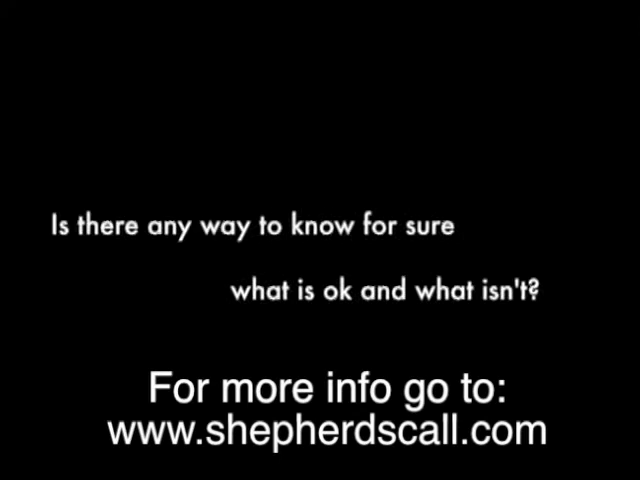 Is there any way to know for sure
what is ok and what isn't?
For more info go to:
www.shepherdscall.com